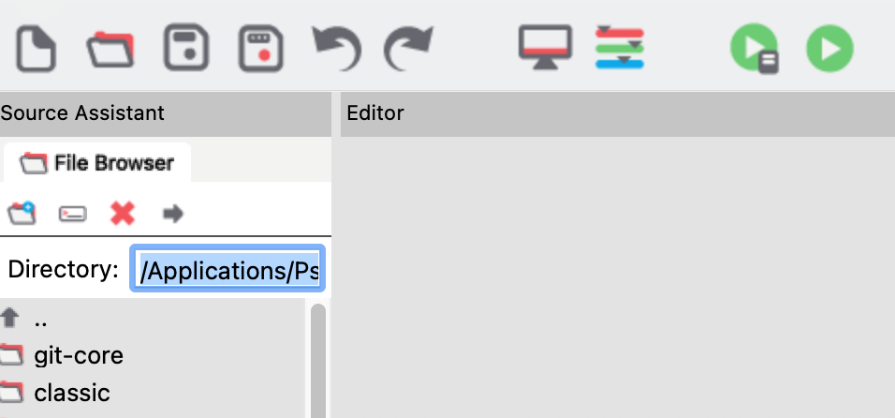 Source Assistant
Editor
File Browser
Directory: /Applications/Ps
..
git-core
classic